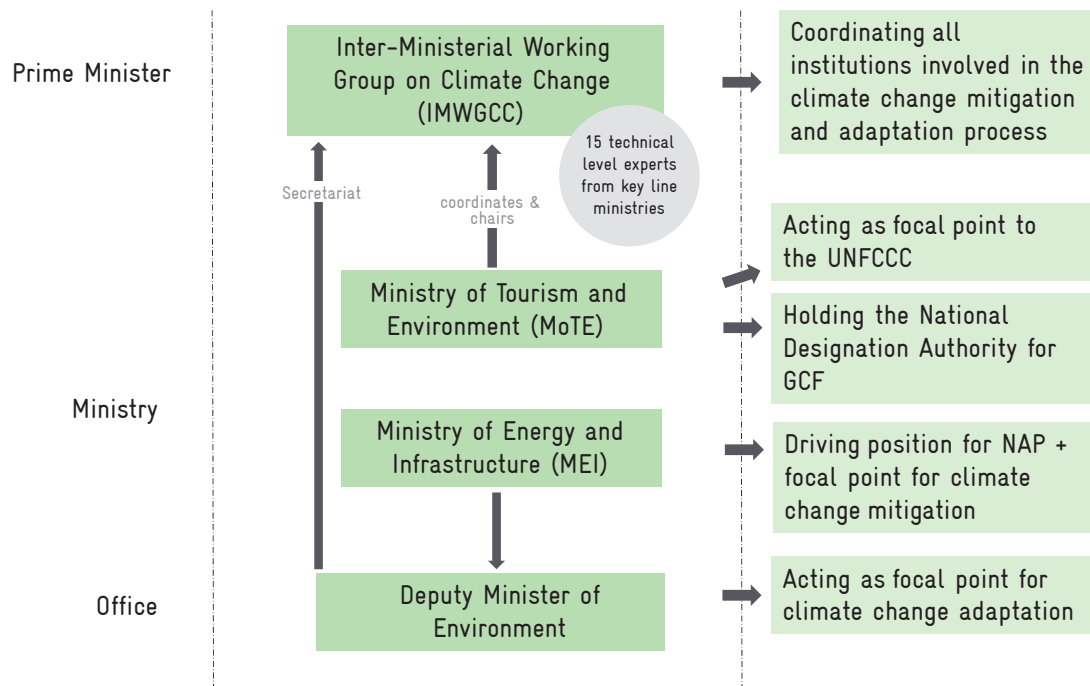 Prime Minister
Inter-Ministerial Working
Group on Climate Change
(IMWGCC)
Coordinating all
institutions involved in the
climate change mitigation
and adaptation process
15 technical
level experts
from key line
ministries
Secretariat
coordinates &
chairs
Acting as focal point to
the UNFCCC
Ministry of Tourism and
Environment (MoTE)
Holding the National
Designation Authority for
GCF
Ministry
Ministry of Energy and
Infrastructure (MEI)
Driving position for NAP +
focal point for climate
change mitigation
Office
Deputy Minister of
Environment
Acting as focal point for
climate change adaptation